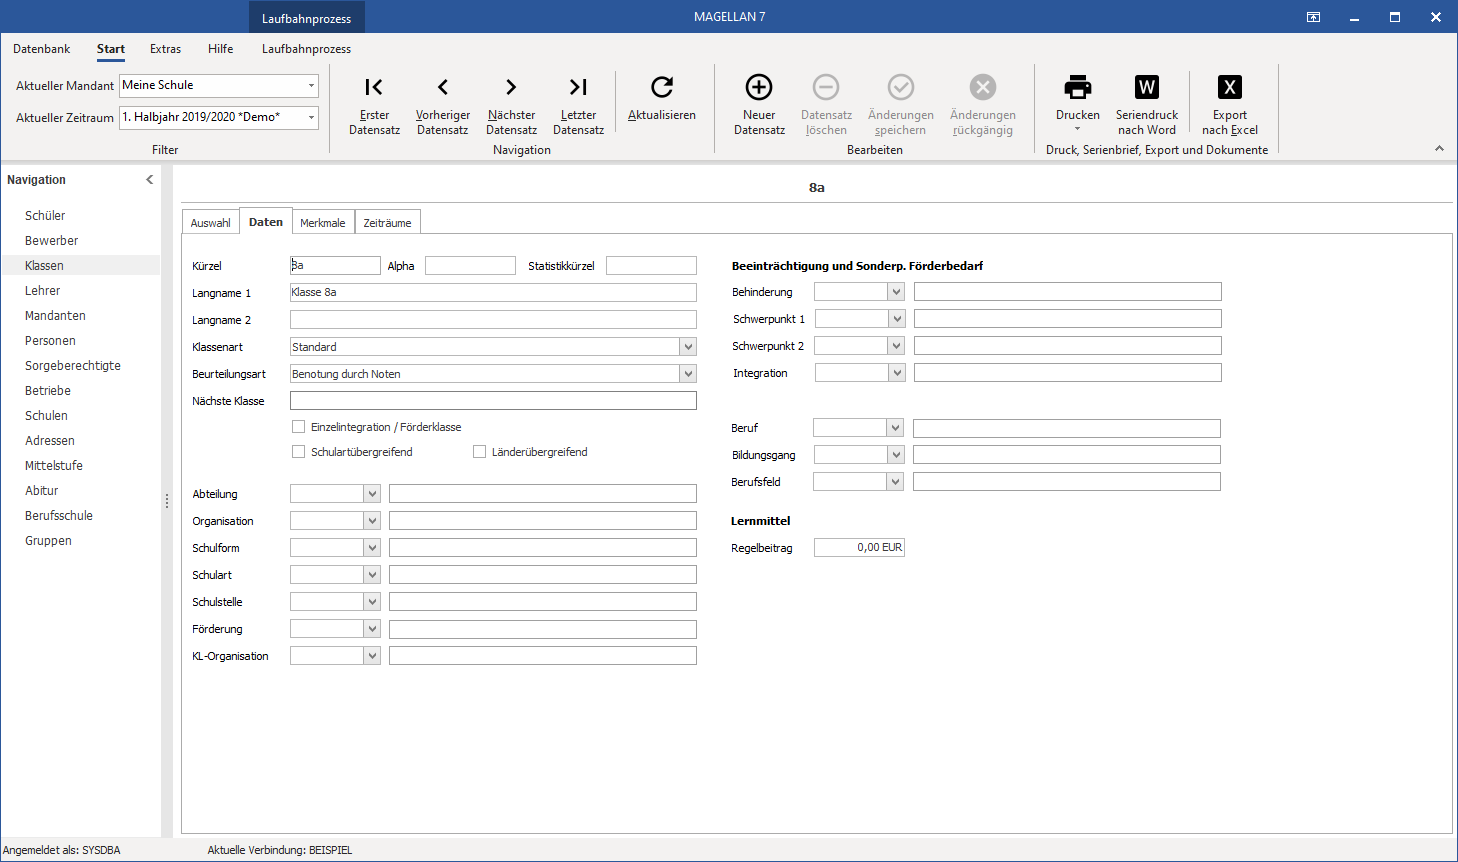 Laufbahnprozess
MAGELLAN 7
Datenbank Start Extras Hilfe Laufbahnprozess
Aktueller Mandant Meine Schule
Aktueller Zeitraum 1. Halbjahr 2019/2020 *Demo*
Filter
Erster Datensatz
Vorheriger Datensatz
Nächster Datensatz
Letzter Datensatz
Aktualisieren
Navigation
Neuer Datensatz
Datensatz löschen
Änderungen speichern
Änderungen rückgängig
Bearbeiten
Drucken
W
Seriendruck nach Word
X
Export nach Excel
Druck, Serienbrief, Export und Dokumente
Navigation
Schüler
Bewerber
Klassen
Lehrer
Mandanten
Personen
Sorgeberechtigte
Betriebe
Schulen
Adressen
Mittelstufe
Abitur
Berufsschule
Gruppen
8a
Auswahl Daten Merkmale Zeiträume
Kürzel 8a Alpha Statistikkürzel
Langname 1 Klasse 8a
Langname 2
Klassenart Standard
Beurteilungsart Benotung durch Noten
Nächste Klasse
Einzelintegration / Förderklasse
Schulartübergreifend Länderübergreifend
Abteilung
Organisation
Schulform
Schulart
Schulstelle
Förderung
KL-Organisation
Beeinträchtigung und Sonderp. Förderbedarf
Behinderung
Schwerpunkt 1
Schwerpunkt 2
Integration
Beruf
Bildungsgang
Berufsfeld
Lernmittel
Regelbeitrag 0,00 EUR
Angemeldet als: SYSDBA Aktuelle Verbindung: BEISPIEL